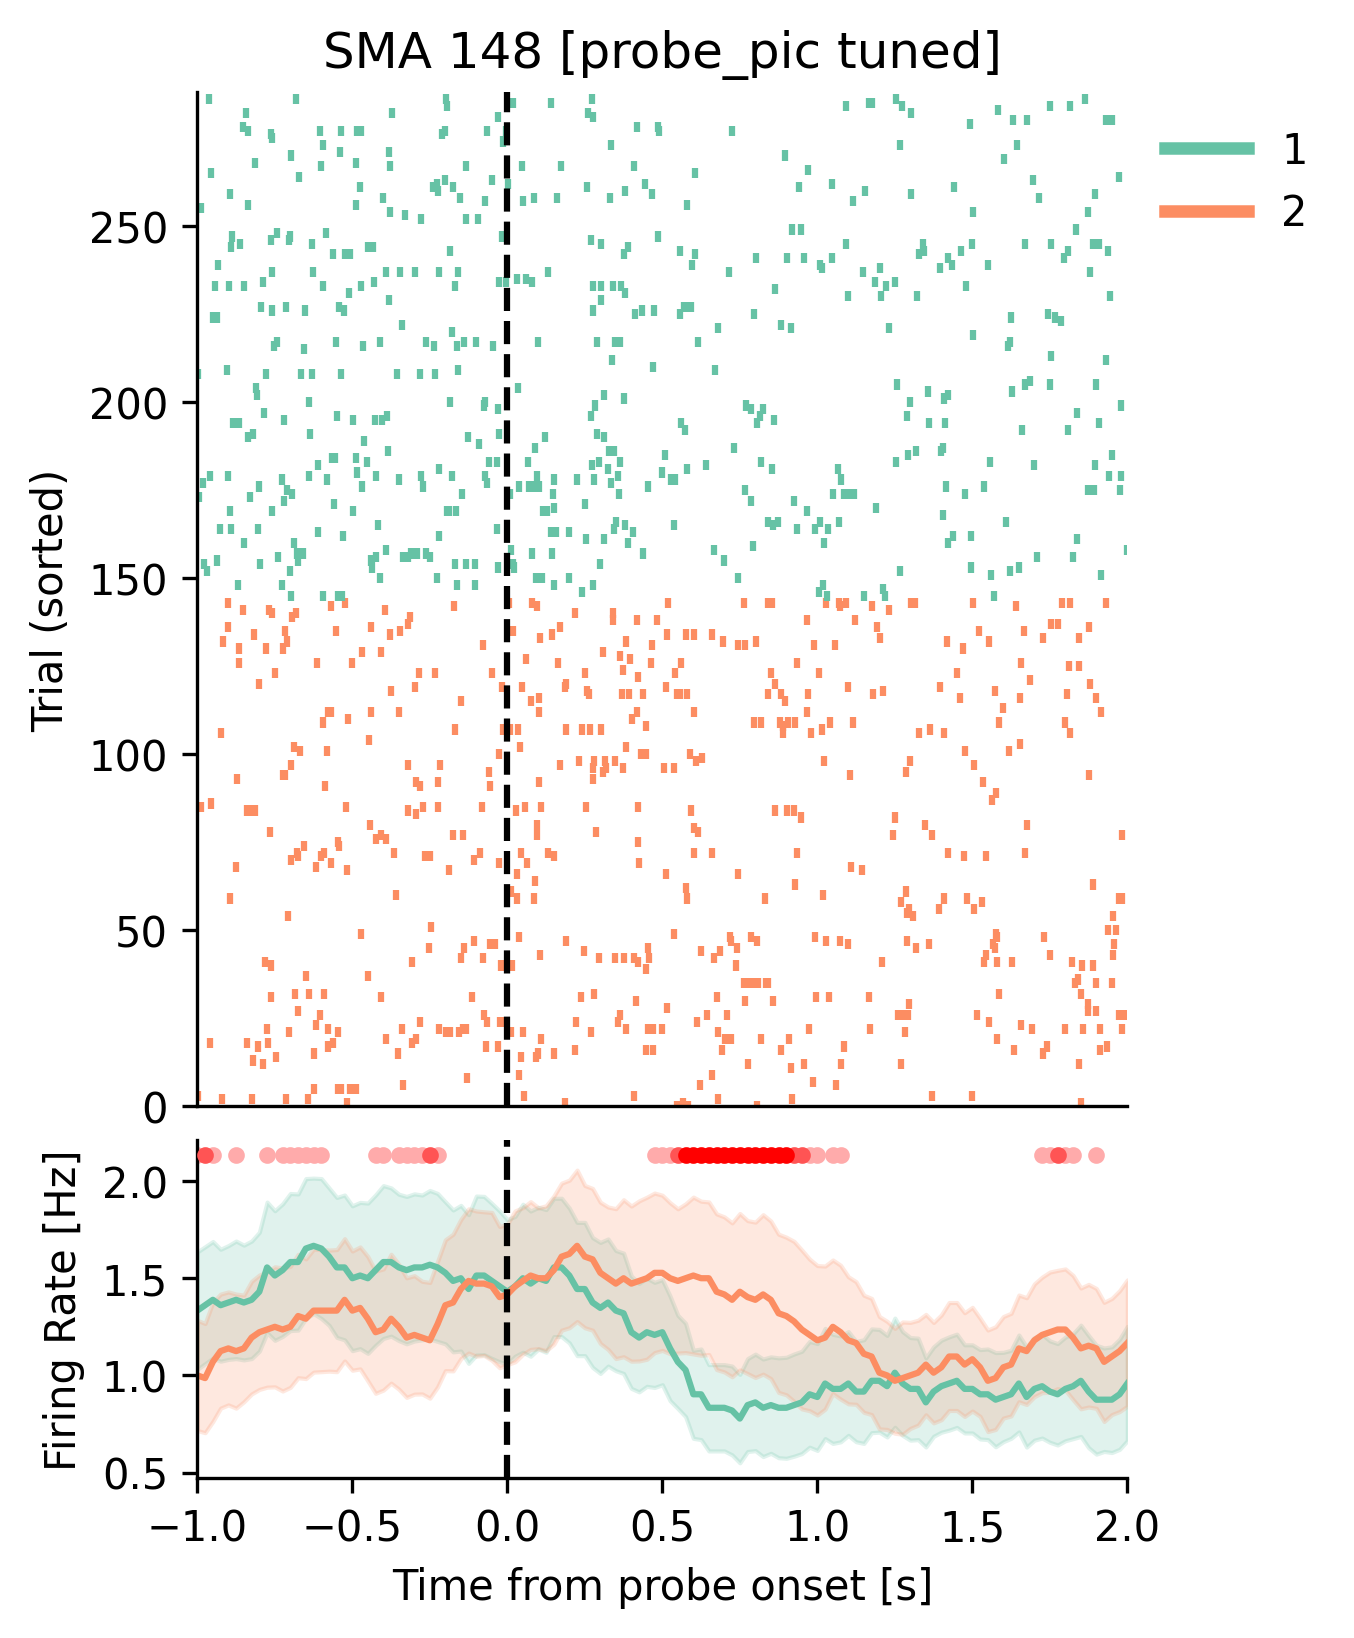 SMA 148 [probe_pic tuned]
1
2
Trial (sorted)
250
200
150
100
50
0
Firing Rate [Hz]
2.0
1.5
1.0
0.5
−1.0 −0.5 0.0 0.5 1.0 1.5 2.0
Time from probe onset [s]